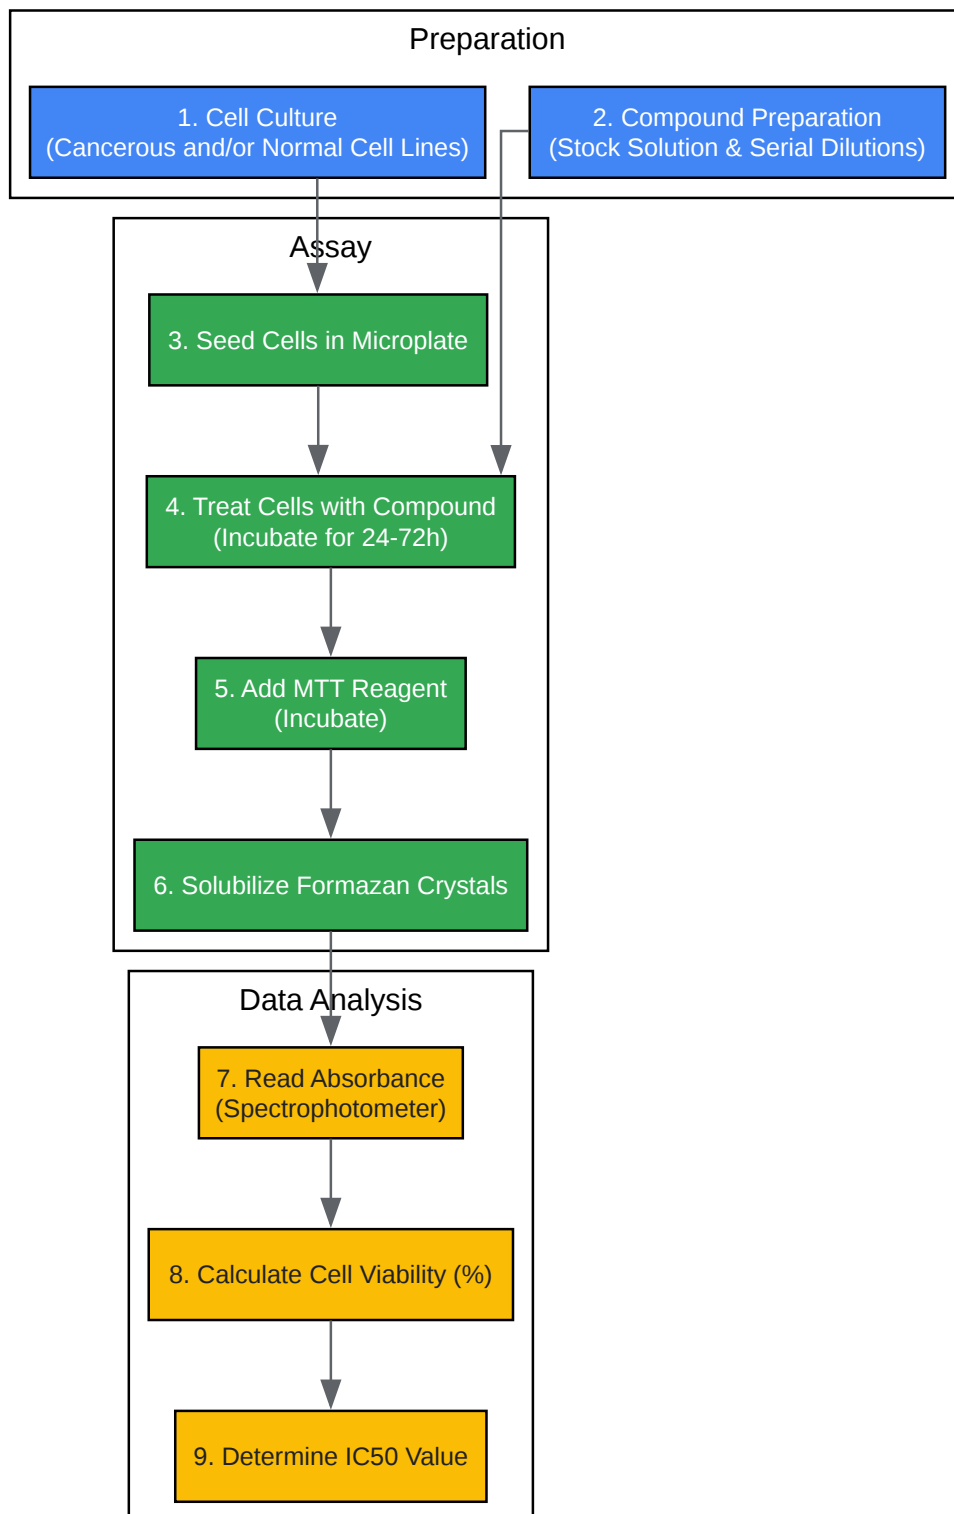 Preparation
1. Cell Culture
(Cancerous and/or Normal Cell Lines)
2. Compound Preparation
(Stock Solution & Serial Dilutions)
Assay
3. Seed Cells in Microplate
4. Treat Cells with Compound
(Incubate for 24-72h)
5. Add MTT Reagent
(Incubate)
6. Solubilize Formazan Crystals
Data Analysis
7. Read Absorbance
(Spectrophotometer)
8. Calculate Cell Viability (%)
9. Determine IC50 Value